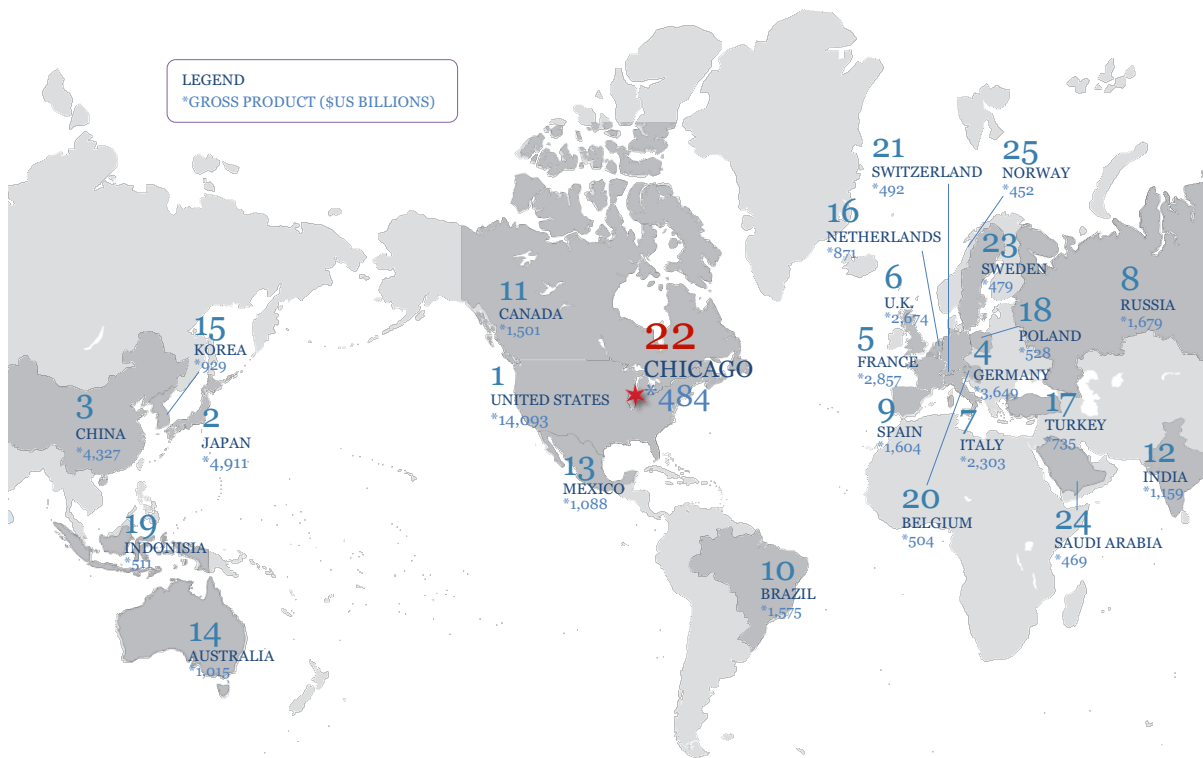 LEGEND
*GROSS PRODUCT ($US BILLIONS)
21
SWITZERLAND
*492
25
NORWAY
*452
16
NETHERLANDS
*871
23
SWEDEN
*479
6
U.K.
*2,674
8
RUSSIA
*1,679
11
CANADA
*1,501
18
POLAND
*528
15
KOREA
*929
22
CHICAGO
*484
5
FRANCE
*2,857
4
GERMANY
*3,649
1
UNITED STATES
*14,093
3
CHINA
*4,327
2
JAPAN
*4,911
9
SPAIN
*1,604
7
ITALY
*2,303
17
TURKEY
*735
12
INDIA
*1,159
13
MEXICO
*1,088
20
BELGIUM
*504
24
SAUDI ARABIA
*469
19
INDONISIA
*511
10
BRAZIL
*1,575
14
AUSTRALIA
*1,015